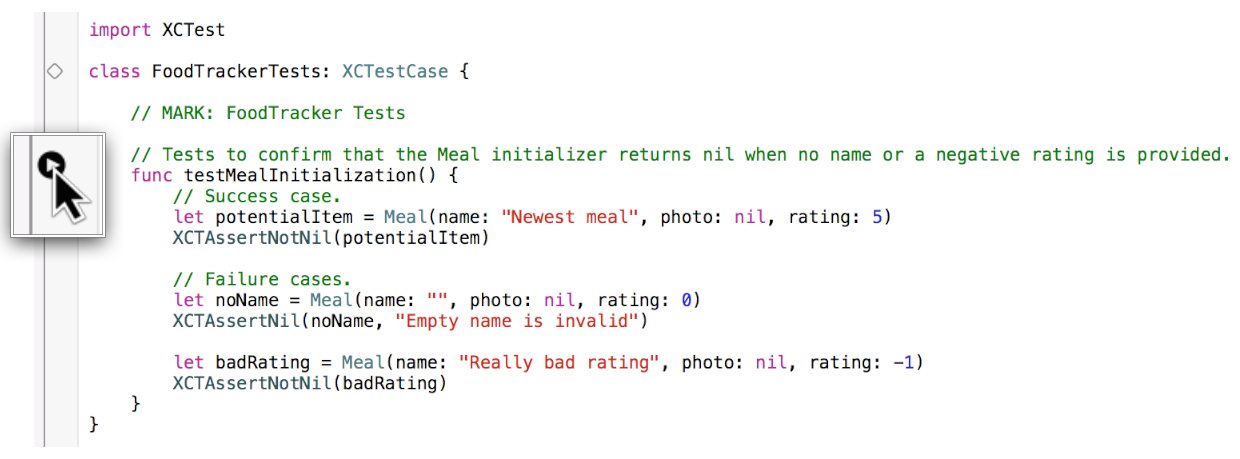 import XCTest
class FoodTrackerTests: XCTestCase {
// MARK: FoodTracker Tests
// Tests to confirm that the Meal initializer returns nil when no name or a negative rating is provided.
func testMealInitialization() {
// Success case.
let potentialItem = Meal(name: "Newest meal", photo: nil, rating: 5)
XCTAssertNotNil(potentialItem)
// Failure cases.
let noName = Meal(name: "", photo: nil, rating: 0)
XCTAssertNil(noName, "Empty name is invalid")
let badRating = Meal(name: "Really bad rating", photo: nil, rating: -1)
XCTAssertNotNil(badRating)
}
}